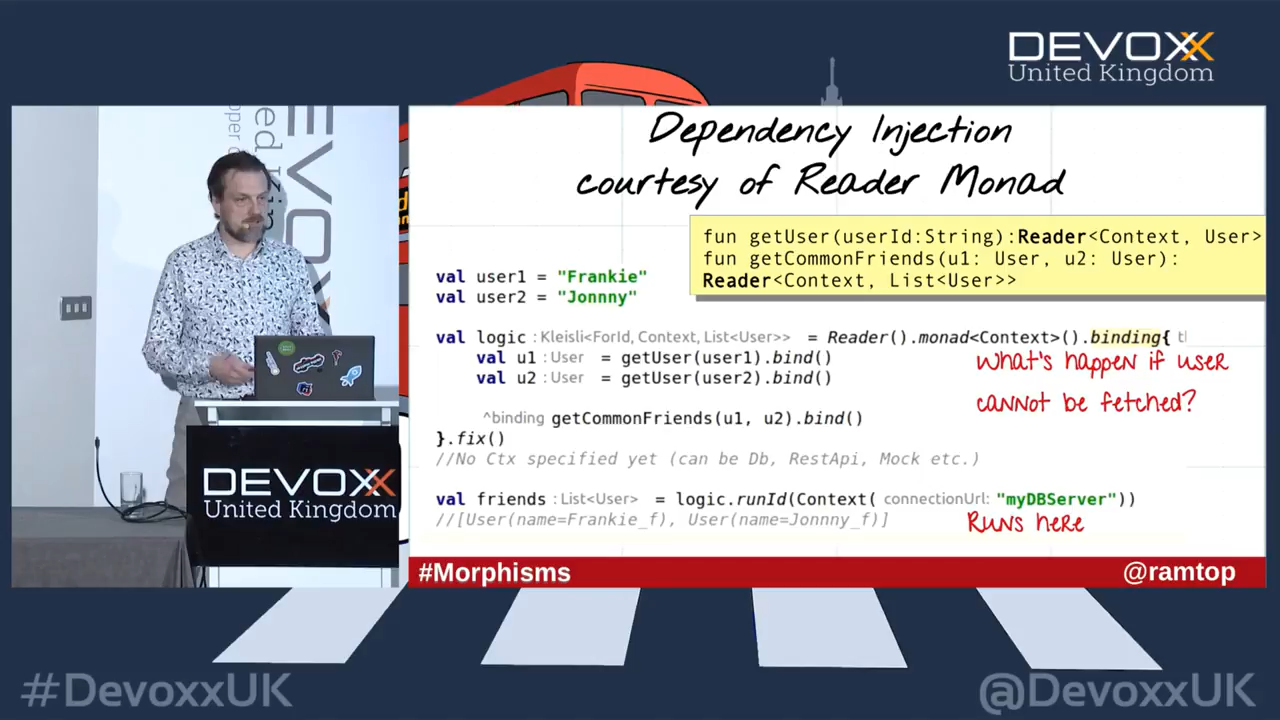 DEVOXX
United Kingdom
DEVOXX
United Kin
oper
Dependency Injection
courtesy of Reader Monad
fun getUser(userId:String):Reader<Context, User>
fun getCommonFriends(u1: User, u2: User):
Reader<Context, List<User>>
val user1 = "Frankie"
val user2 = "Jonnny"
val logic : Kleisli<ForId, Context, List<User>> = Reader().monad<Context>().binding{
val u1 : User = getUser(user1).bind()
val u2 : User = getUser(user2).bind()
^binding getCommonFriends(u1, u2).bind()
}.fix()
What's happen if user
cannot be fetched?
//No Ctx specified yet (can be Db, RestApi, Mock etc.)
val friends : List<User> = logic.runId(Context( connectionUrl: "myDBServer"))
//[User(name=Frankie_f), User(name=Jonnny_f)]
Runs here
#Morphisms
@ramtop
DEVOXX
United Kingdom
#DevoxxUK
@DevoxxUK